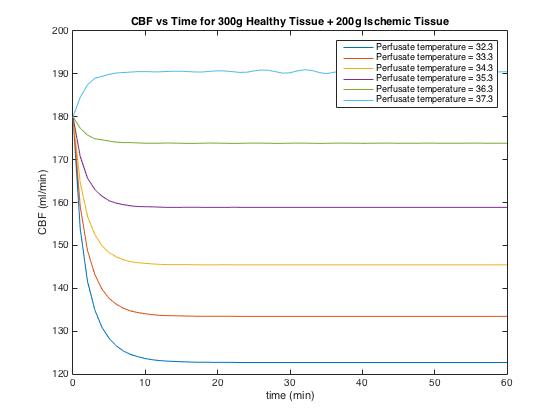 CBF vs Time for 300g Healthy Tissue + 200g Ischemic Tissue
200
190
180
170
160
150
140
130
120
CBF (ml/min)
Perfusate temperature = 32.3
Perfusate temperature = 33.3
Perfusate temperature = 34.3
Perfusate temperature = 35.3
Perfusate temperature = 36.3
Perfusate temperature = 37.3
0 10 20 30 40 50 60
time (min)